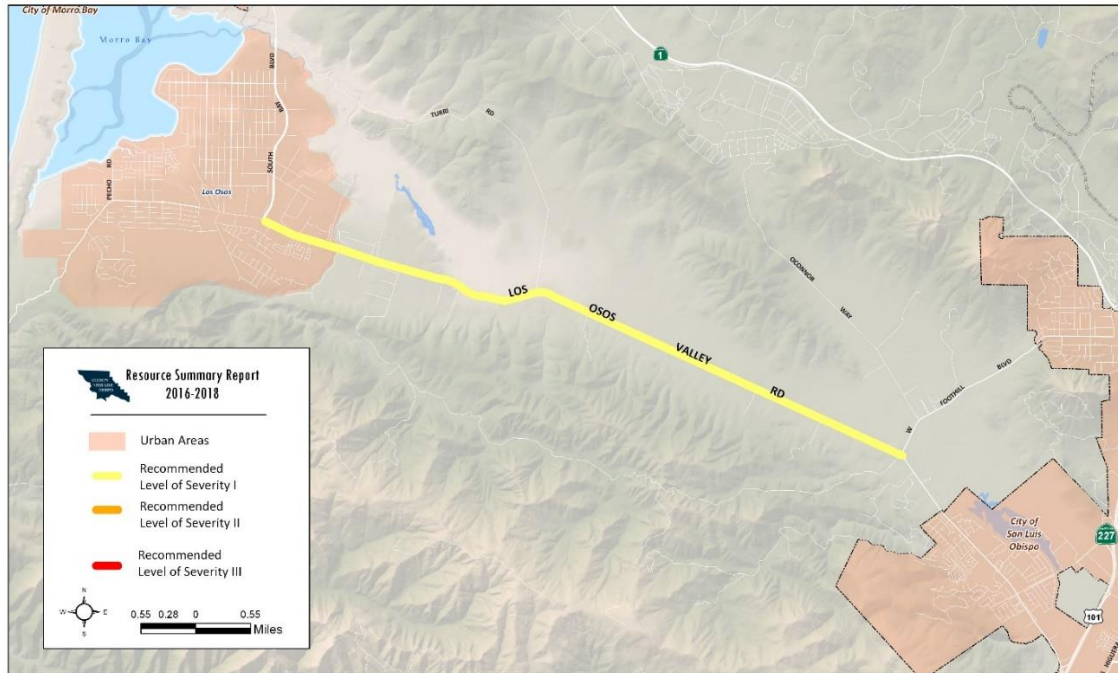 City of Morro Bay
Morro Bay
BLVD
BAY
SOUTH
TURRI RD
1
PECHO RD
Los Osos
LOS OSOS VALLEY RD
OCONNOR WAY
W FOOTHILL BLVD
City of
San Luis
Obispo
227
101
HIGUERA
Resource Summary Report
2016-2018
Urban Areas
Recommended
Level of Severity I
Recommended
Level of Severity II
Recommended
Level of Severity III
N
W E
S
0.55 0.28 0 0.55
Miles